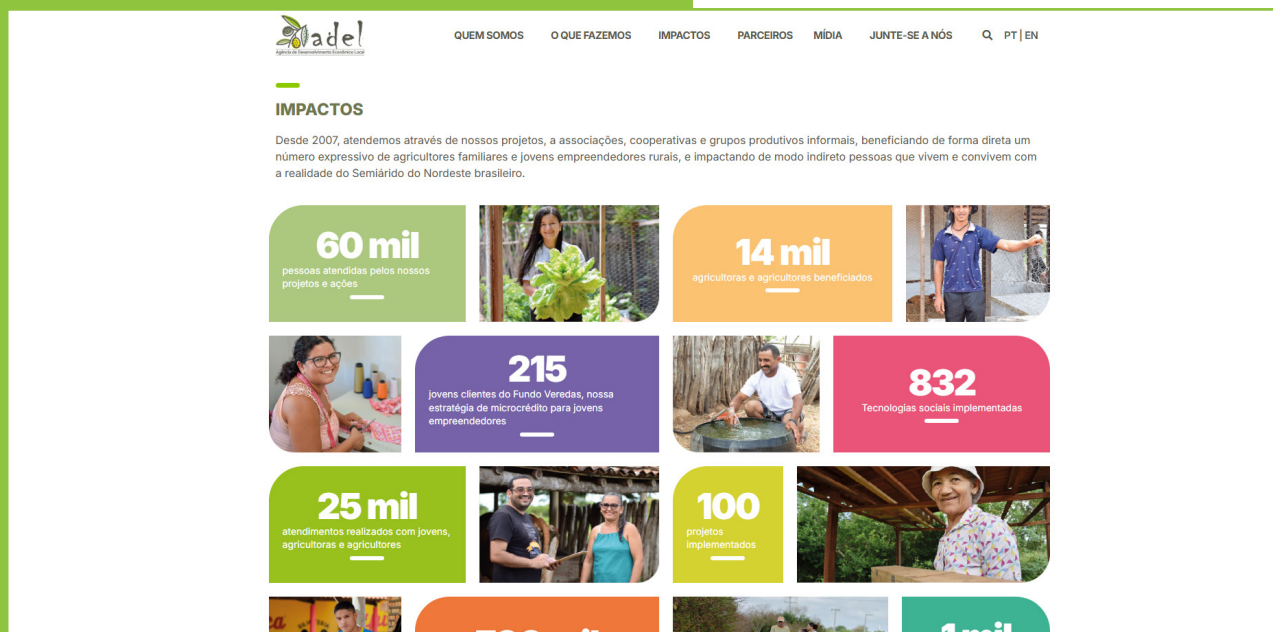 adel
Agência de Desenvolvimento Econômico Local
QUEM SOMOS
O QUE FAZEMOS
IMPACTOS
PARCEIROS
MÍDIA
JUNTE-SE A NÓS
PT | EN
IMPACTOS
Desde 2007, atendemos através de nossos projetos, a associações, cooperativas e grupos produtivos informais, beneficiando de forma direta um
número expressivo de agricultores familiares e jovens empreendedores rurais, e impactando de modo indireto pessoas que vivem e convivem com
a realidade do Semiárido do Nordeste brasileiro.
60 mil
pessoas atendidas pelos nossos
projetos e ações
14 mil
agricultoras e agricultores beneficiados
215
jovens clientes do Fundo Veredas, nossa
estratégia de microcrédito para jovens
empreendedores
832
Tecnologias sociais implementadas
25 mil
atendimentos realizados com jovens,
agricultoras e agricultores
100
projetos
implementados
mil
1 mil